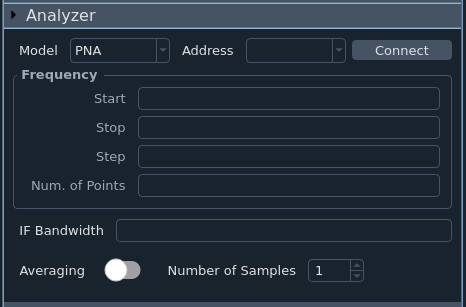 Analyzer
Model PNA Address Connect
Frequency
Start
Stop
Step
Num. of Points
IF Bandwidth
Averaging Number of Samples 1